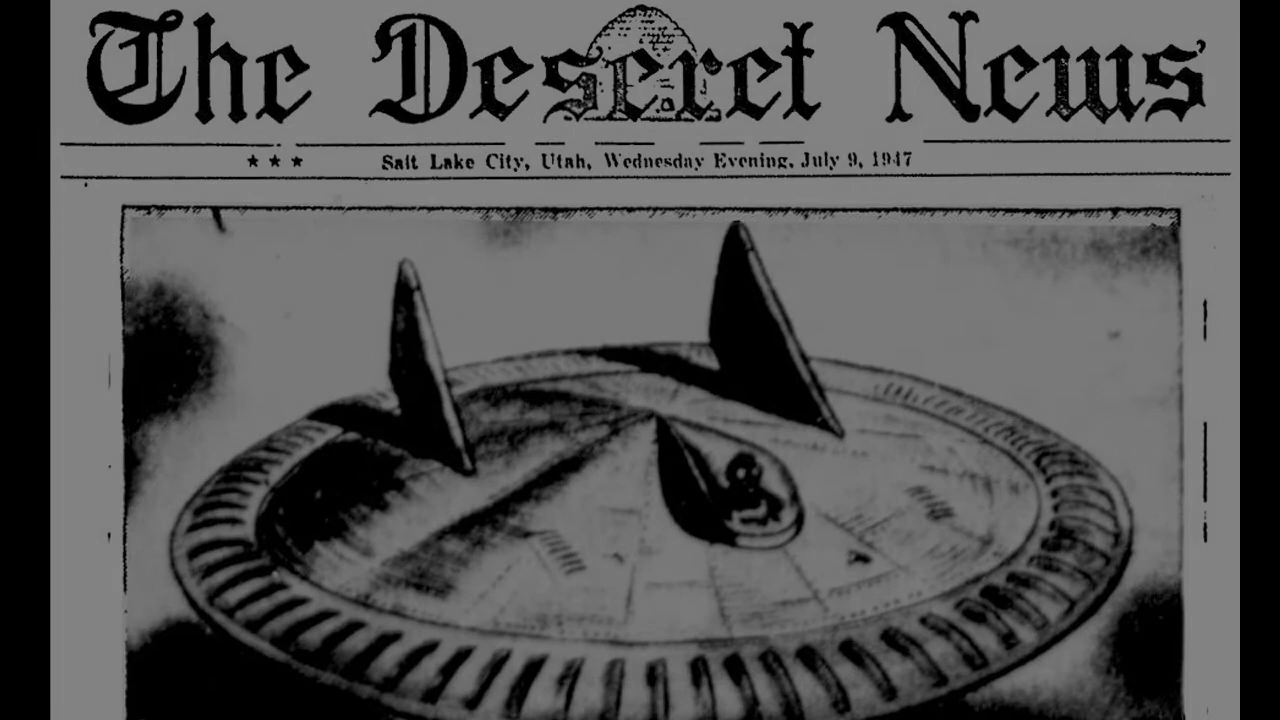 The Deseret News
★ ★ ★ Salt Lake City, Utah, Wednesday Evening, July 9, 1947